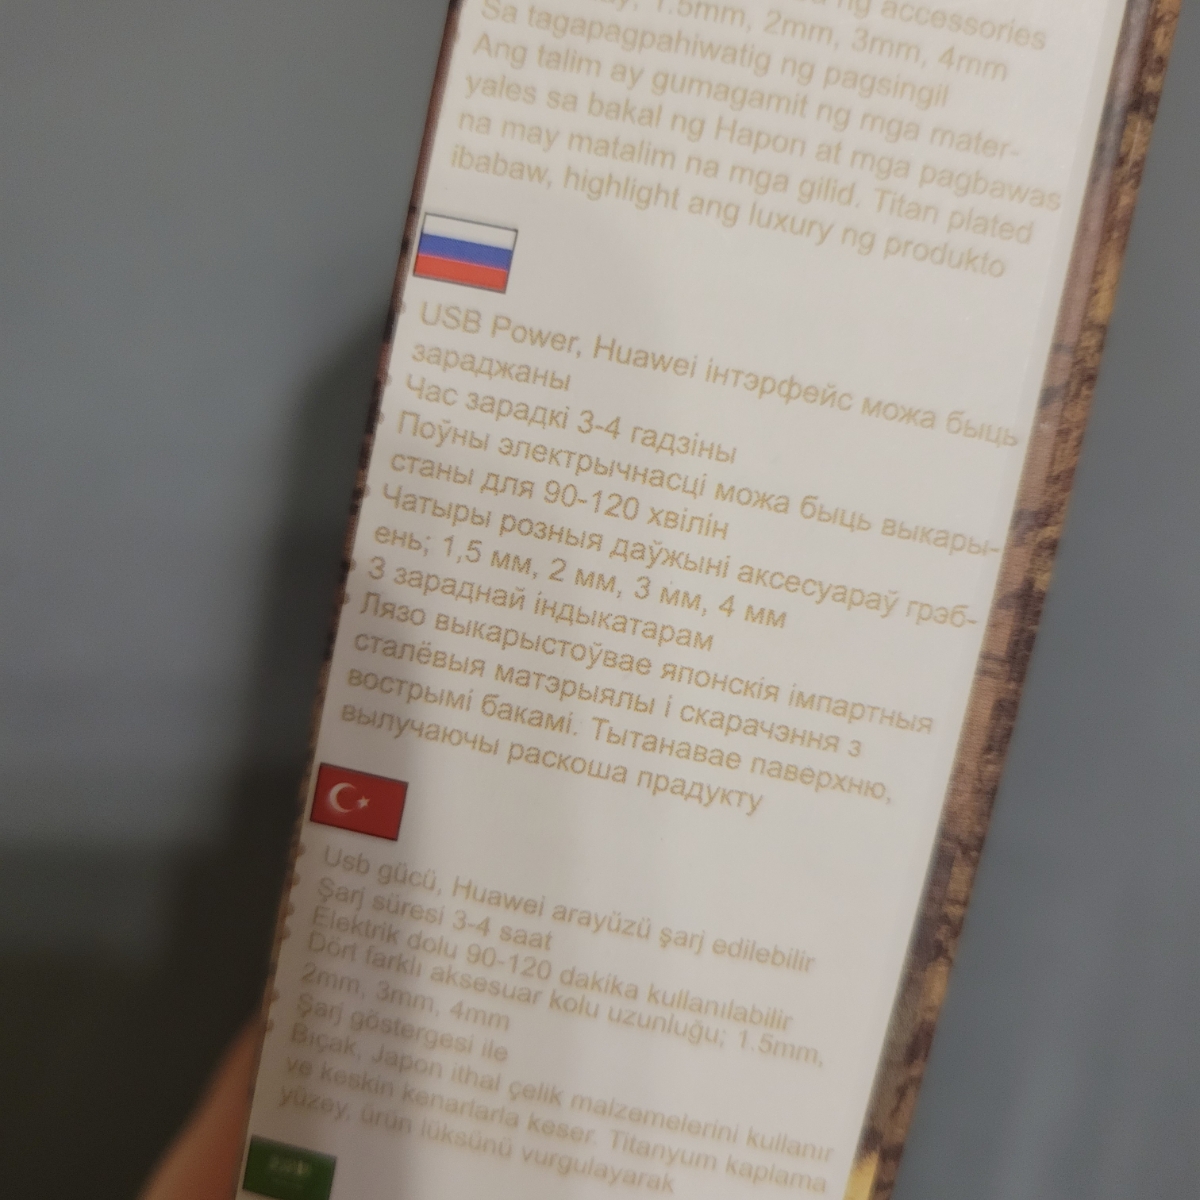 ng accessories
1.5mm, 2mm, 3mm, 4mm
Sa tagapagpahiwatig ng pagsingil
Ang talim ay gumagamit ng mga mater-
yales sa bakal ng Hapon at mga pagbawas
na may matalim na mga gilid. Titan plated
ibabaw, highlight ang luxury ng produkto
USB Power, Huawei інтэрфейс можа быць
зараджаны
Час зарадкі 3-4 гадзіны
Поўны электрычнасці можа быць выкары-
станы для 90-120 хвілін
Чатыры розныя даўжыні аксесуараў грэб-
ень; 1,5 мм, 2 мм, 3 мм, 4 мм
З зараднай індыкатарам
Лязо выкарыстоўвае японскія імпартныя
сталёвыя матэрыялы і скарачэння з
вострымі бакамі. Тытанавае паверхню,
вылучаючы раскоша прадукту
Usb gücü, Huawei arayüzü şarj edilebilir
Şarj süresi 3-4 saat
Elektrik dolu 90-120 dakika kullanılabilir
Dört farklı aksesuar kolu uzunluğu; 1.5mm,
2mm, 3mm, 4mm
Şarj göstergesi ile
Bıçak, Japon ithal çelik malzemelerini kullanır
ve keskin kenarlarla keser. Titanyum kaplama
yüzey, ürün lüksünü vurgulayarak